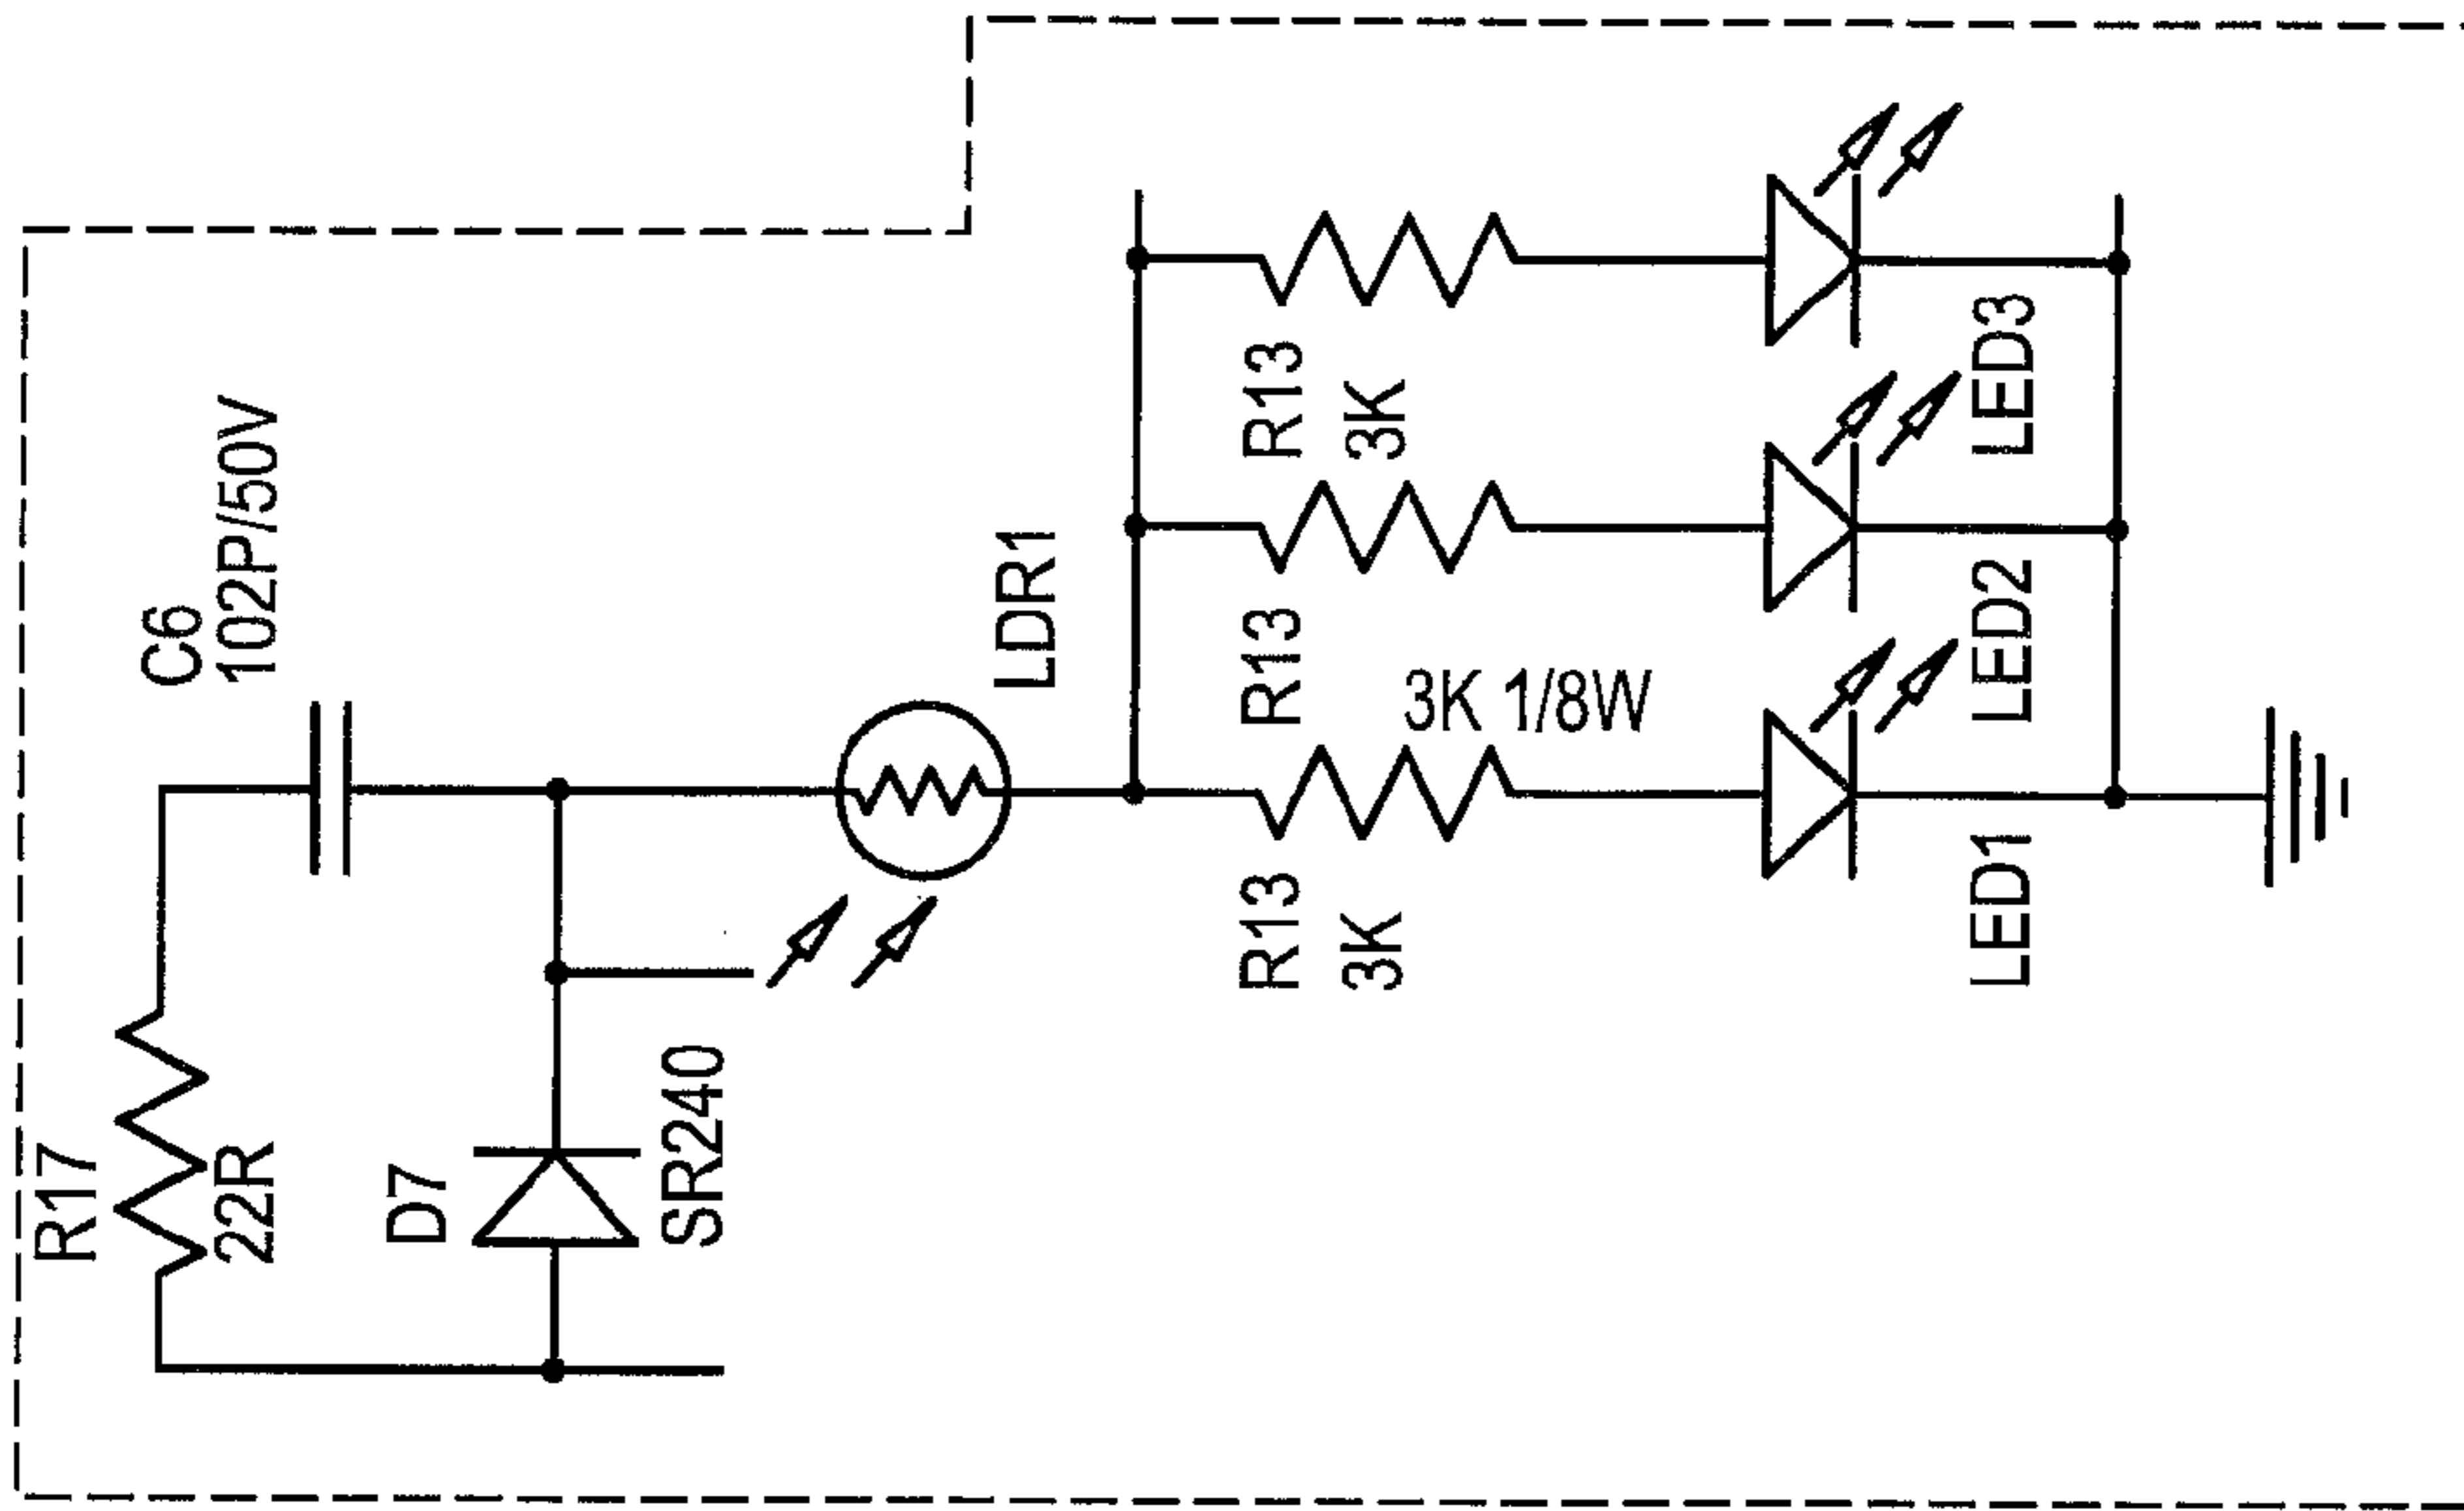 R17
22R
C6
102P/50V
D7
SR240
LDR1
R13
3K
R13
3K 1/8W
R13
3K
LED1
LED2
LED3